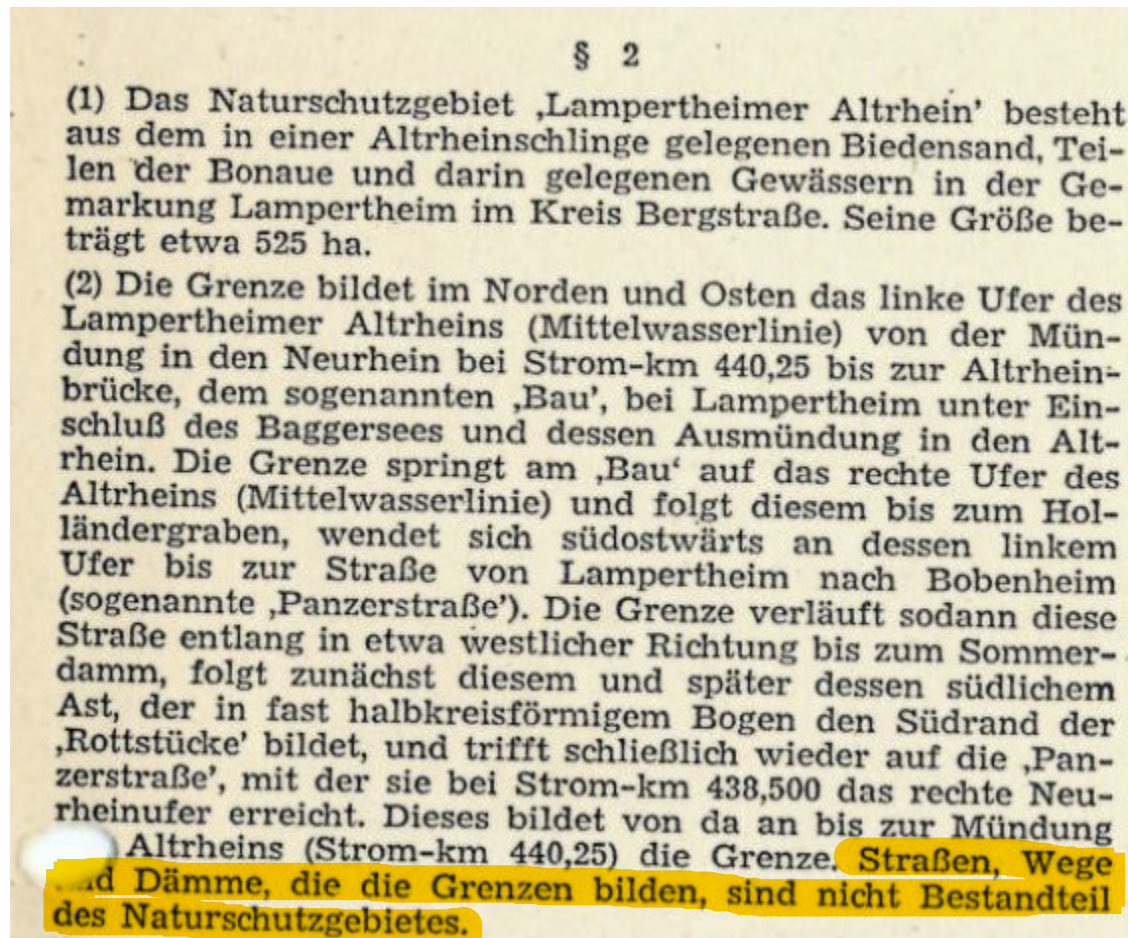 § 2
(1) Das Naturschutzgebiet ‚Lampertheimer Altrhein’ besteht
aus dem in einer Altrheinschlinge gelegenen Biedensand, Tei-
len der Bonaue und darin gelegenen Gewässern in der Ge-
markung Lampertheim im Kreis Bergstraße. Seine Größe be-
trägt etwa 525 ha.
(2) Die Grenze bildet im Norden und Osten das linke Ufer des
Lampertheimer Altrheins (Mittelwasserlinie) von der Mün-
dung in den Neurhein bei Strom-km 440,25 bis zur Altrhein-
brücke, dem sogenannten ‚Bau’, bei Lampertheim unter Ein-
schluß des Baggersees und dessen Ausmündung in den Alt-
rhein. Die Grenze springt am ‚Bau‘ auf das rechte Ufer des
Altrheins (Mittelwasserlinie) und folgt diesem bis zum Hol-
ländergraben, wendet sich südostwärts an dessen linkem
Ufer bis zur Straße von Lampertheim nach Bobenheim
(sogenannte ‚Panzerstraße’). Die Grenze verläuft sodann diese
Straße entlang in etwa westlicher Richtung bis zum Sommer-
damm, folgt zunächst diesem und später dessen südlichem
Ast, der in fast halbkreisförmigem Bogen den Südrand der
‚Rottstücke’ bildet, und trifft schließlich wieder auf die ‚Pan-
zerstraße’, mit der sie bei Strom-km 438,500 das rechte Neu-
rheinufer erreicht. Dieses bildet von da an bis zur Mündung
Altrheins (Strom-km 440,25) die Grenze. Straßen, Wege
Dämme, die die Grenzen bilden, sind nicht Bestandteil
des Naturschutzgebietes.